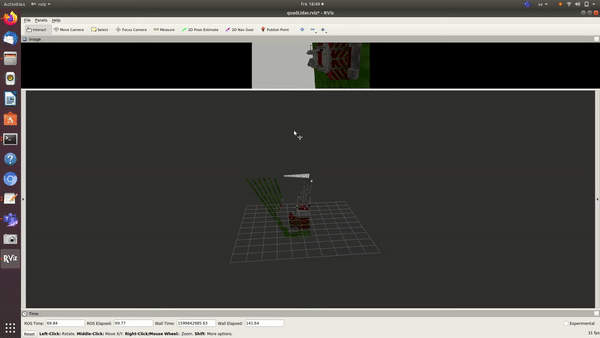 Activities
rviz
Fre 18:49
sv
quadLidar.rviz* - RViz
File Panels Help
Interact Move Camera Select Focus Camera Measure 2D Pose Estimate 2D Nav Goal Publish Point
Image
Time
ROS Time: 69.84 ROS Elapsed: 69.77 Wall Time: 1599842985.63 Wall Elapsed: 141.64 Experimental
Reset Left-Click: Rotate. Middle-Click: Move X/Y. Right-Click/Mouse Wheel: Zoom. Shift: More options. 31 fps
RViz